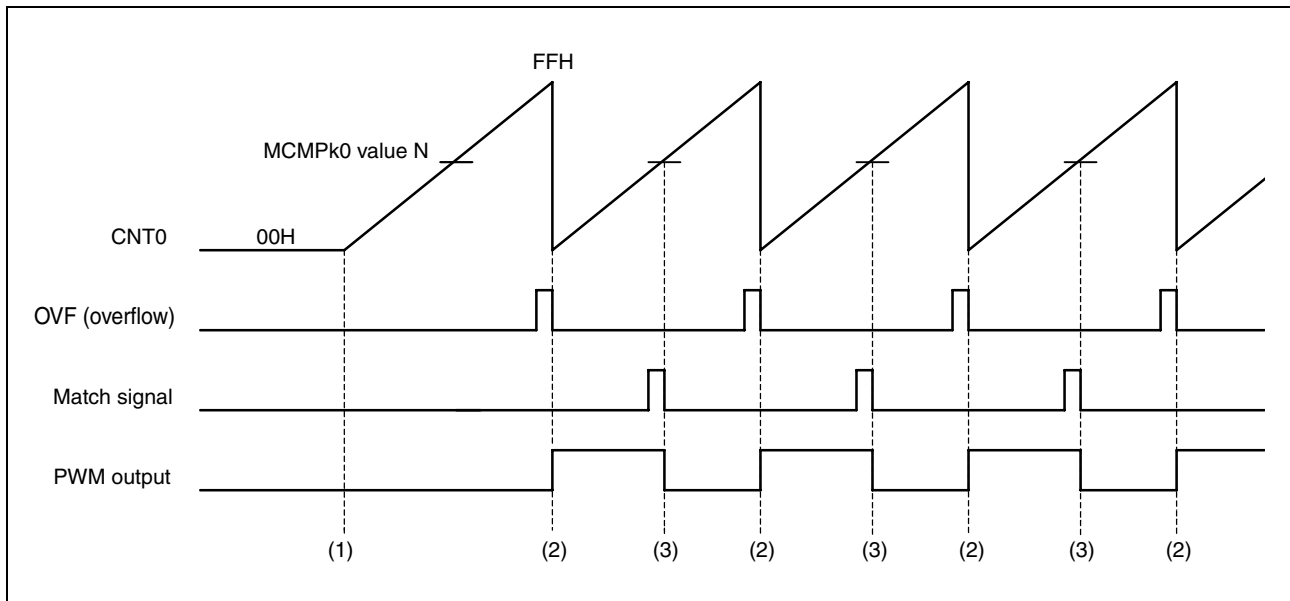 FFH
MCMPk0 value N
CNT0
00H
OVF (overflow)
Match signal
PWM output
(1) (2) (3) (2) (3) (2) (3) (2)